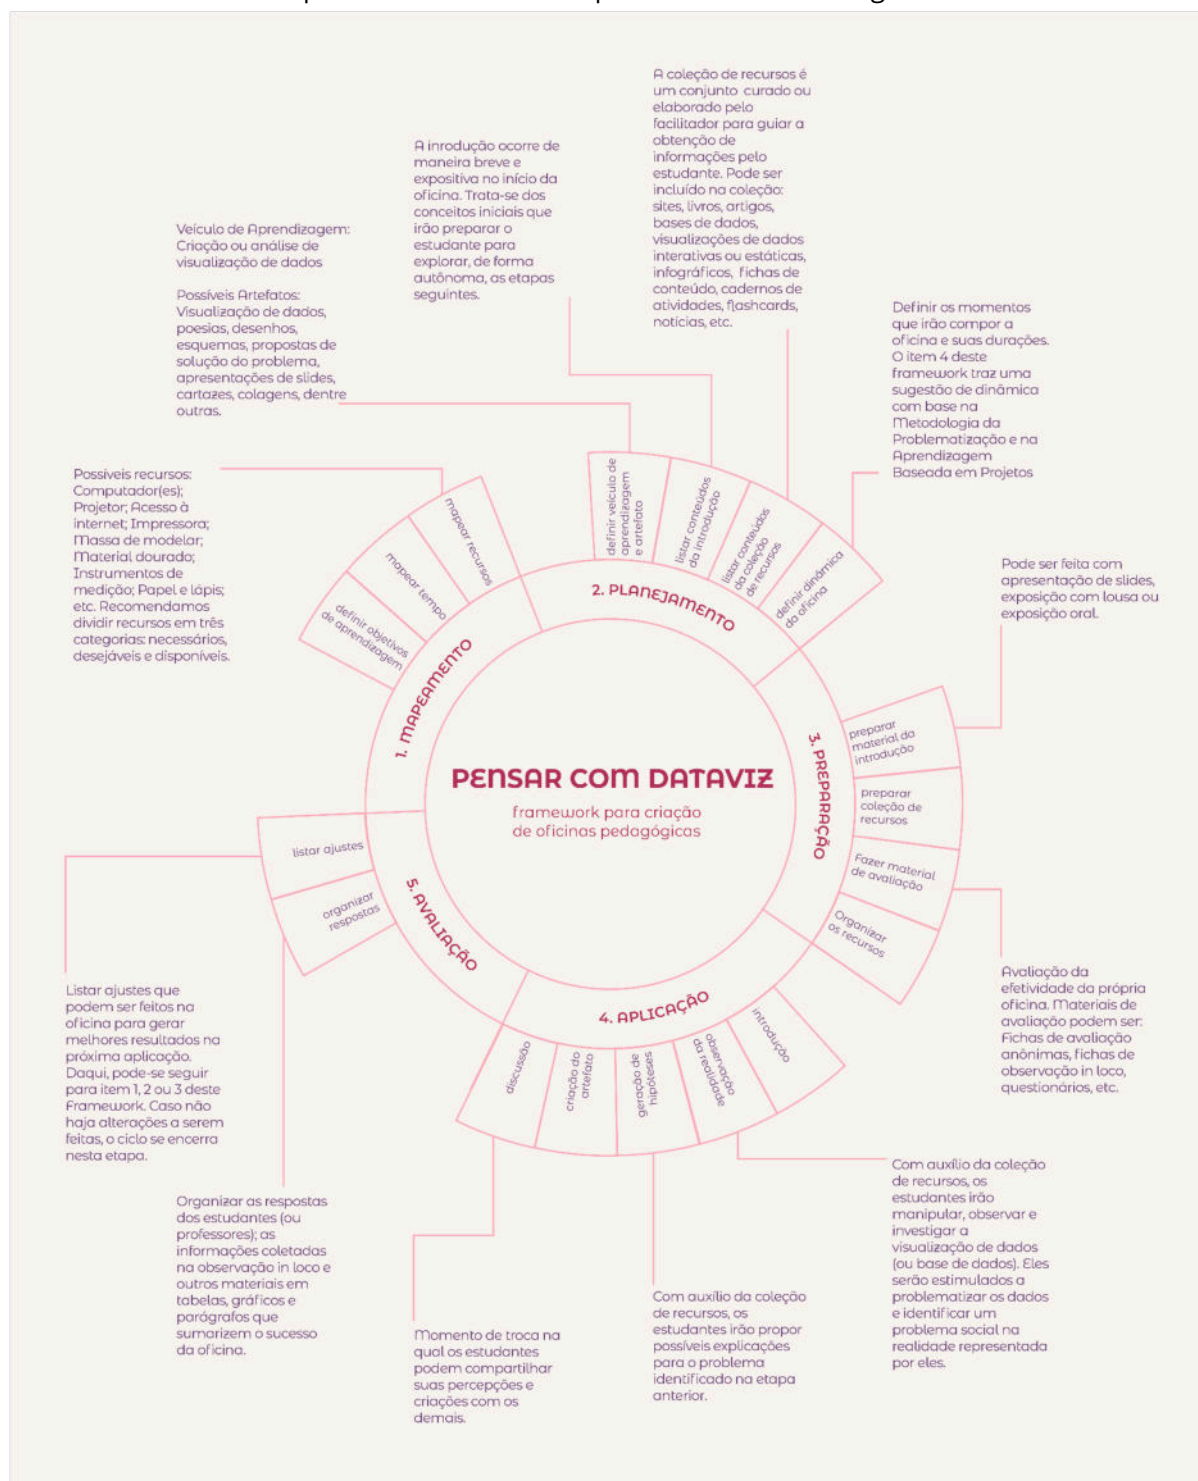 A coleção de recursos é
um conjunto curado ou
elaborado pelo
facilitador para guiar a
obtenção de
informações pelo
estudante. Pode ser
incluído na coleção:
sites, livros, artigos,
bases de dados,
visualizações de dados
interativas ou estáticas,
infográficos, fichas de
conteúdo, cadernos de
atividades, flashcards,
notícias, etc.
A inrodução ocorre de
maneira breve e
expositiva no início da
oficina. Trata-se dos
conceitos iniciais que
irão preparar o
estudante para
explorar, de forma
autônoma, as etapas
seguintes.
Veículo de Aprendizagem:
Criação ou análise de
visualização de dados
Possíveis Artefatos:
Visualização de dados,
poesias, desenhos,
esquemas, propostas de
solução do problema,
apresentações de slides,
cartazes, colagens, dentre
outras.
Definir os momentos
que irão compor a
oficina e suas durações.
O item 4 deste
framework traz uma
sugestão de dinâmica
com base na
Metodologia da
Problematização e na
Aprendizagem
Baseada em Projetos
Possíveis recursos:
Computador(es);
Projetor; Acesso à
internet; Impressora;
Massa de modelar;
Material dourado;
Instrumentos de
medição; Papel e lápis;
etc. Recomendamos
dividir recursos em três
categorias: necessários,
desejáveis e disponíveis.
Pode ser feita com
apresentação de slides,
exposição com lousa ou
exposição oral.
PENSAR COM DATAVIZ
framework para criação
de oficinas pedagógicas
1. MAPEAMENTO
definir objetivos
de aprendizagem
mapear tempo
mapear recursos
2. PLANEJAMENTO
definir veículo de
aprendizagem
e artefato
listar conteúdos
da introdução
listar conteúdos
da coleção
de recursos
definir dinâmica
da oficina
3. PREPARAÇÃO
preparar
material da
introdução
preparar
coleção de
recursos
Fazer material
de avaliação
Organizar
os recursos
4. APLICAÇÃO
introdução
observação
da realidade
geração de
hipóteses
criação do
artefato
discussão
5. AVALIAÇÃO
organizar
respostas
listar ajustes
Avaliação da
efetividade da própria
oficina. Materiais de
avaliação podem ser:
Fichas de avaliação
anônimas, fichas de
observação in loco,
questionários, etc.
Listar ajustes que
podem ser feitos na
oficina para gerar
melhores resultados na
próxima aplicação.
Daqui, pode-se seguir
para item 1, 2 ou 3 deste
Framework. Caso não
haja alterações a serem
feitas, o ciclo se encerra
nesta etapa.
Organizar as respostas
dos estudantes (ou
professores); as
informações coletadas
na observação in loco e
outros materiais em
tabelas, gráficos e
parágrafos que
sumarizem o sucesso
da oficina.
Momento de troca na
qual os estudantes
podem compartilhar
suas percepções e
criações com os
demais.
Com auxílio da coleção
de recursos, os
estudantes irão propor
possíveis explicações
para o problema
identificado na etapa
anterior.
Com auxílio da coleção
de recursos, os
estudantes irão
manipular, observar e
investigar a
visualização de dados
(ou base de dados). Eles
serão estimulados a
problematizar os dados
e identificar um
problema social na
realidade representada
por eles.